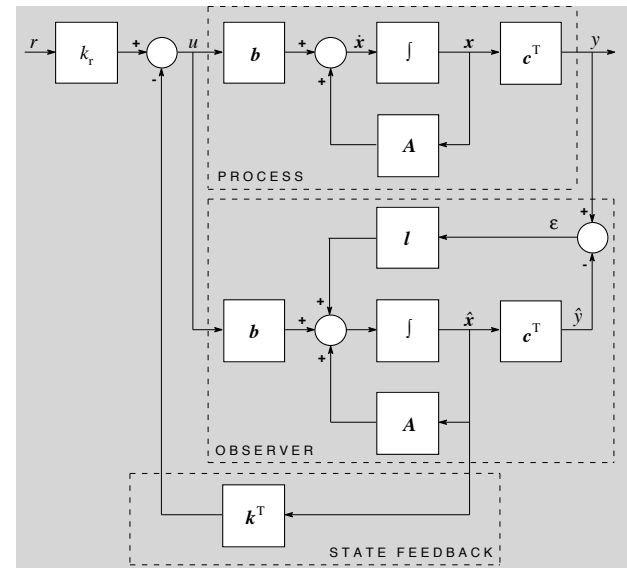 r
k_r
+
-
u
b
+
+
ẋ
∫
x
c^T
y
A
PROCESS
+
-
ε
l
+
b
+
+
∫
x̂
c^T
ŷ
A
OBSERVER
k^T
STATE FEEDBACK